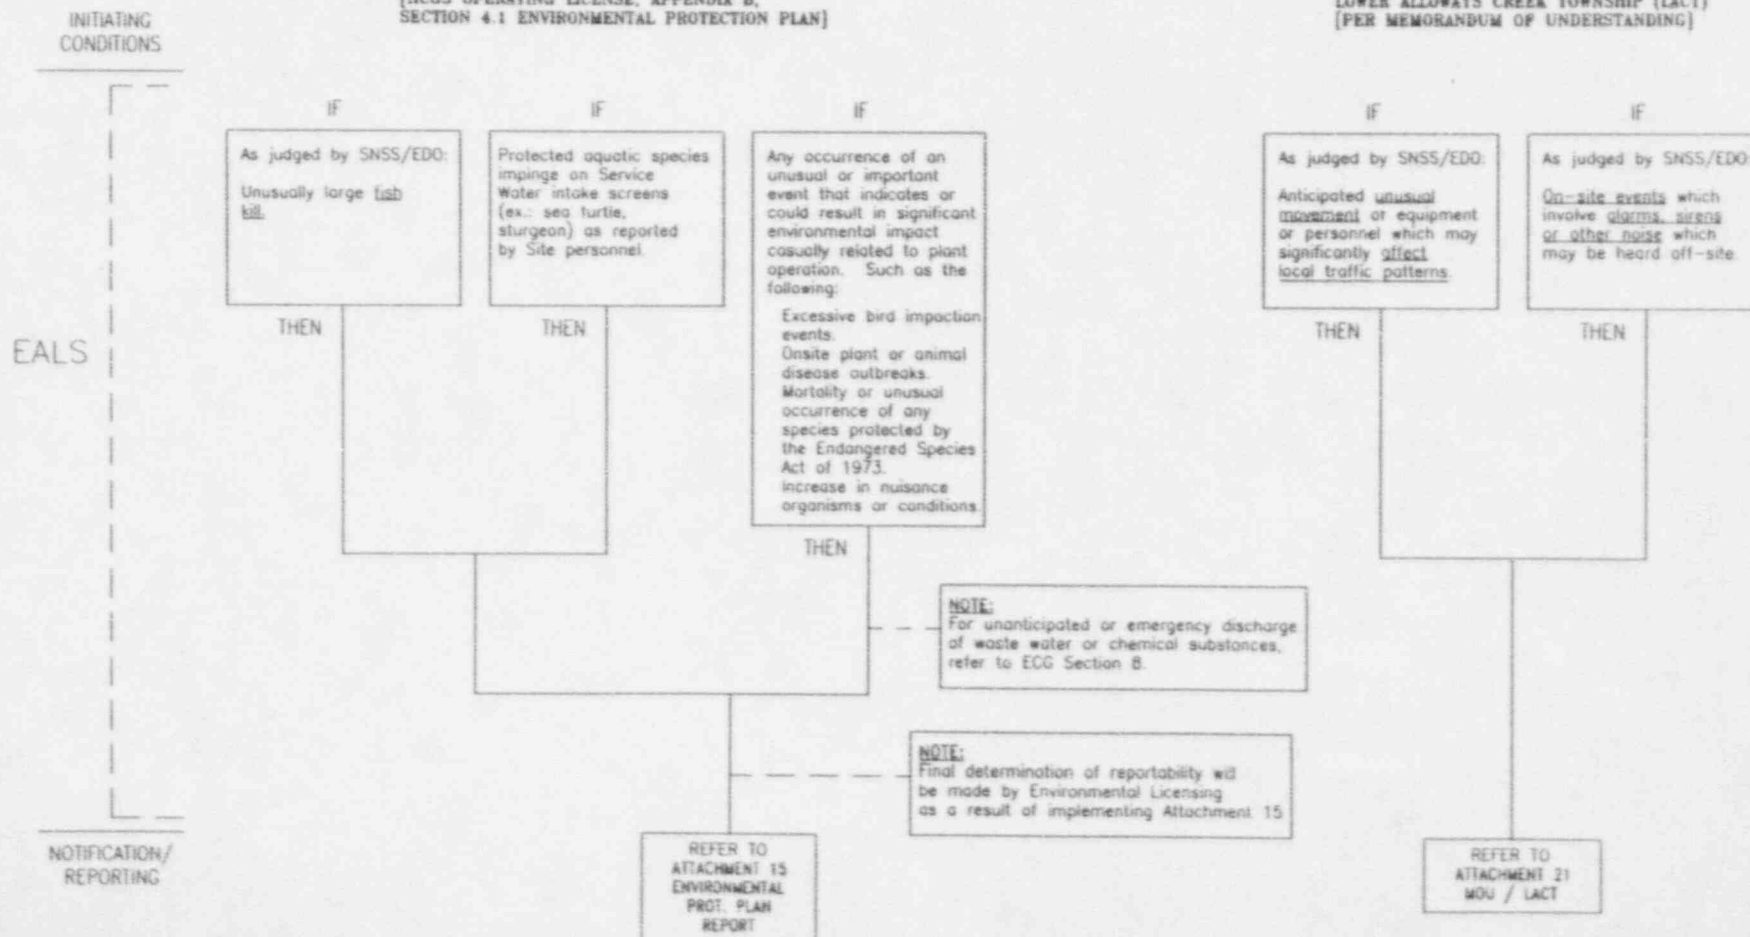 [HCGS OPERATING LICENSE, APPENDIX B,
SECTION 4.1 ENVIRONMENTAL PROTECTION PLAN]
LOWER ALLOWAYS CREEK TOWNSHIP (LACT)
[PER MEMORANDUM OF UNDERSTANDING]
INITIATING
CONDITIONS
EALS
IF
As judged by SNSS/EDO:
Unusually large fish
kill.
THEN
IF
Protected aquatic species
impinge on Service
Water intake screens
(ex.: sea turtle,
sturgeon) as reported
by Site personnel.
THEN
IF
Any occurrence of an
unusual or important
event that indicates or
could result in significant
environmental impact
casually related to plant
operation. Such as the
following:
Excessive bird impaction
events.
Onsite plant or animal
disease outbreaks.
Mortality or unusual
occurrence of any
species protected by
the Endangered Species
Act of 1973.
Increase in nuisance
organisms or conditions.
THEN
IF
As judged by SNSS/EDO:
Anticipated unusual
movement or equipment
or personnel which may
significantly affect
local traffic patterns.
THEN
IF
As judged by SNSS/EDO:
On-site events which
involve alarms, sirens
or other noise which
may be heard off-site.
THEN
NOTE:
For unanticipated or emergency discharge
of waste water or chemical substances,
refer to ECG Section B.
NOTE:
Final determination of reportability will
be made by Environmental Licensing
as a result of implementing Attachment 15
NOTIFICATION/
REPORTING
REFER TO
ATTACHMENT 15
ENVIRONMENTAL
PROT. PLAN
REPORT
REFER TO
ATTACHMENT 21
MOU / LACT